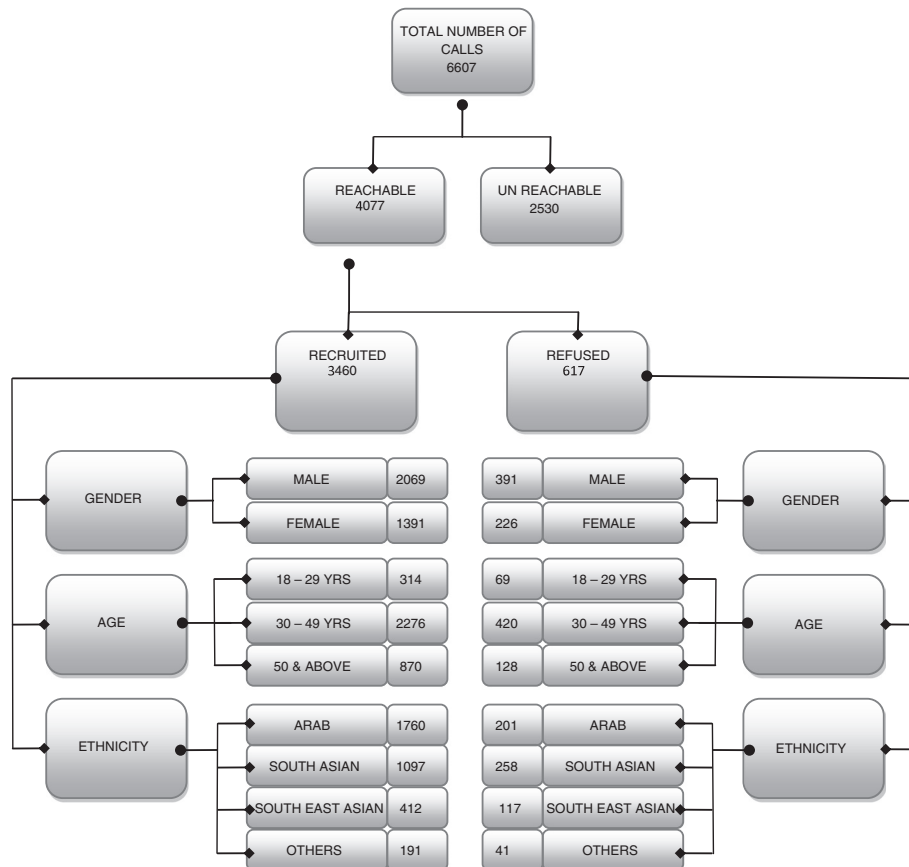 TOTAL NUMBER OF
CALLS
6607
REACHABLE
4077
UN REACHABLE
2530
RECRUITED
3460
REFUSED
617
GENDER
MALE 2069
FEMALE 1391
391 MALE
226 FEMALE
GENDER
AGE
18 – 29 YRS 314
30 – 49 YRS 2276
50 & ABOVE 870
69 18 – 29 YRS
420 30 – 49 YRS
128 50 & ABOVE
AGE
ETHNICITY
ARAB 1760
SOUTH ASIAN 1097
SOUTH EAST ASIAN 412
OTHERS 191
201 ARAB
258 SOUTH ASIAN
117 SOUTH EAST ASIAN
41 OTHERS
ETHNICITY